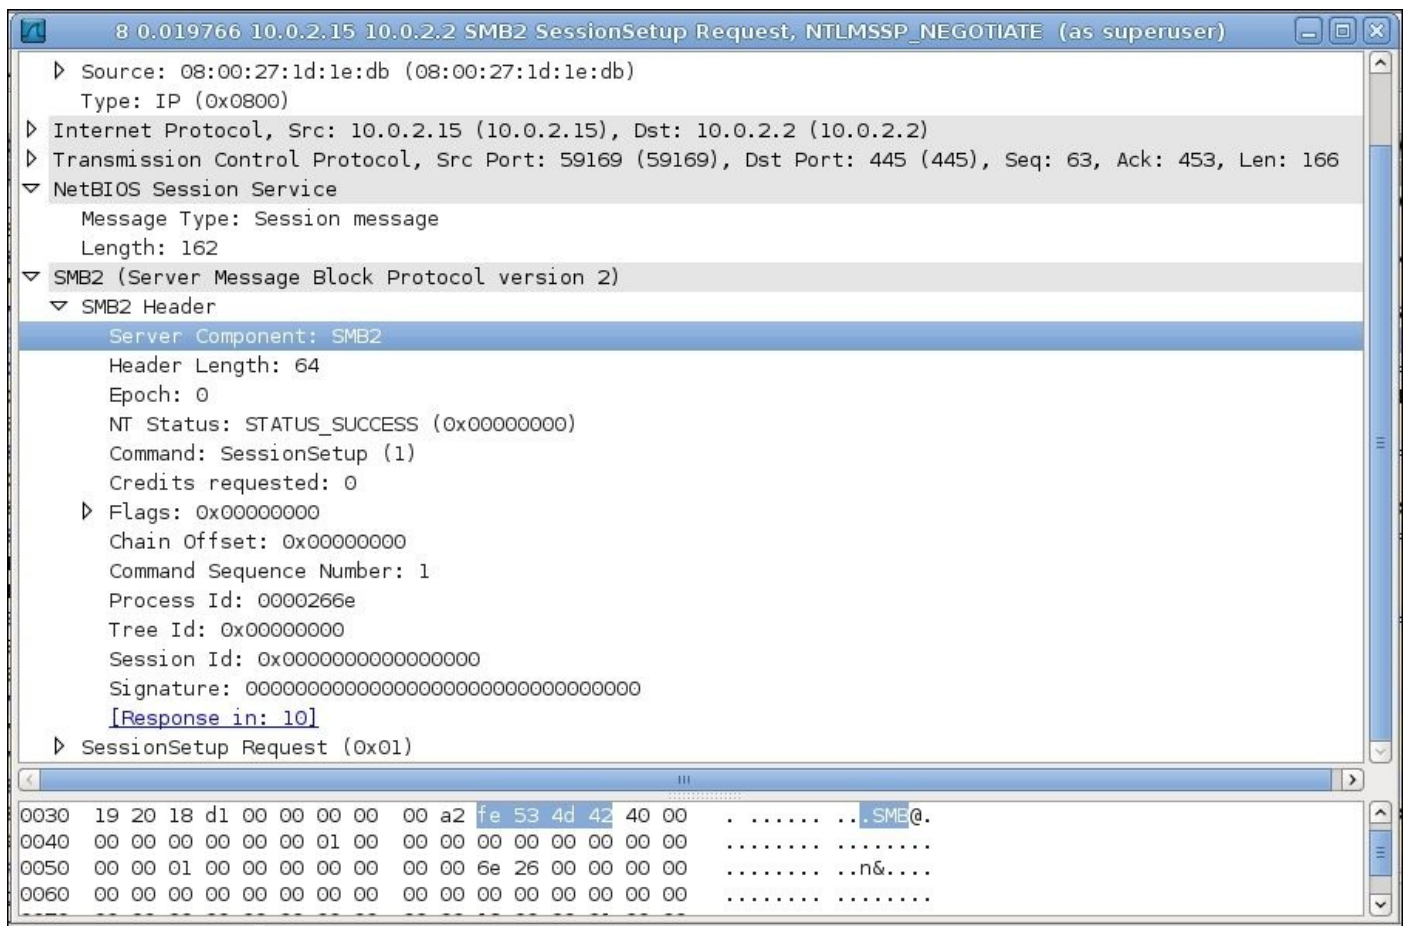 8 0.019766 10.0.2.15 10.0.2.2 SMB2 SessionSetup Request, NTLMSSP_NEGOTIATE (as superuser)
Source: 08:00:27:1d:1e:db (08:00:27:1d:1e:db)
Type: IP (0x0800)
Internet Protocol, Src: 10.0.2.15 (10.0.2.15), Dst: 10.0.2.2 (10.0.2.2)
Transmission Control Protocol, Src Port: 59169 (59169), Dst Port: 445 (445), Seq: 63, Ack: 453, Len: 166
NetBIOS Session Service
Message Type: Session message
Length: 162
SMB2 (Server Message Block Protocol version 2)
SMB2 Header
Server Component: SMB2
Header Length: 64
Epoch: 0
NT Status: STATUS_SUCCESS (0x00000000)
Command: SessionSetup (1)
Credits requested: 0
Flags: 0x00000000
Chain Offset: 0x00000000
Command Sequence Number: 1
Process Id: 0000266e
Tree Id: 0x00000000
Session Id: 0x0000000000000000
Signature: 00000000000000000000000000000000
[Response in: 10]
SessionSetup Request (0x01)
0030 19 20 18 d1 00 00 00 00 00 a2 fe 53 4d 42 40 00 . ...... ...SMB@.
0040 00 00 00 00 00 00 01 00 00 00 00 00 00 00 00 00 ........ ........
0050 00 00 01 00 00 00 00 00 00 00 6e 26 00 00 00 00 ........ ..n&....
0060 00 00 00 00 00 00 00 00 00 00 00 00 00 00 00 00 ........ ........